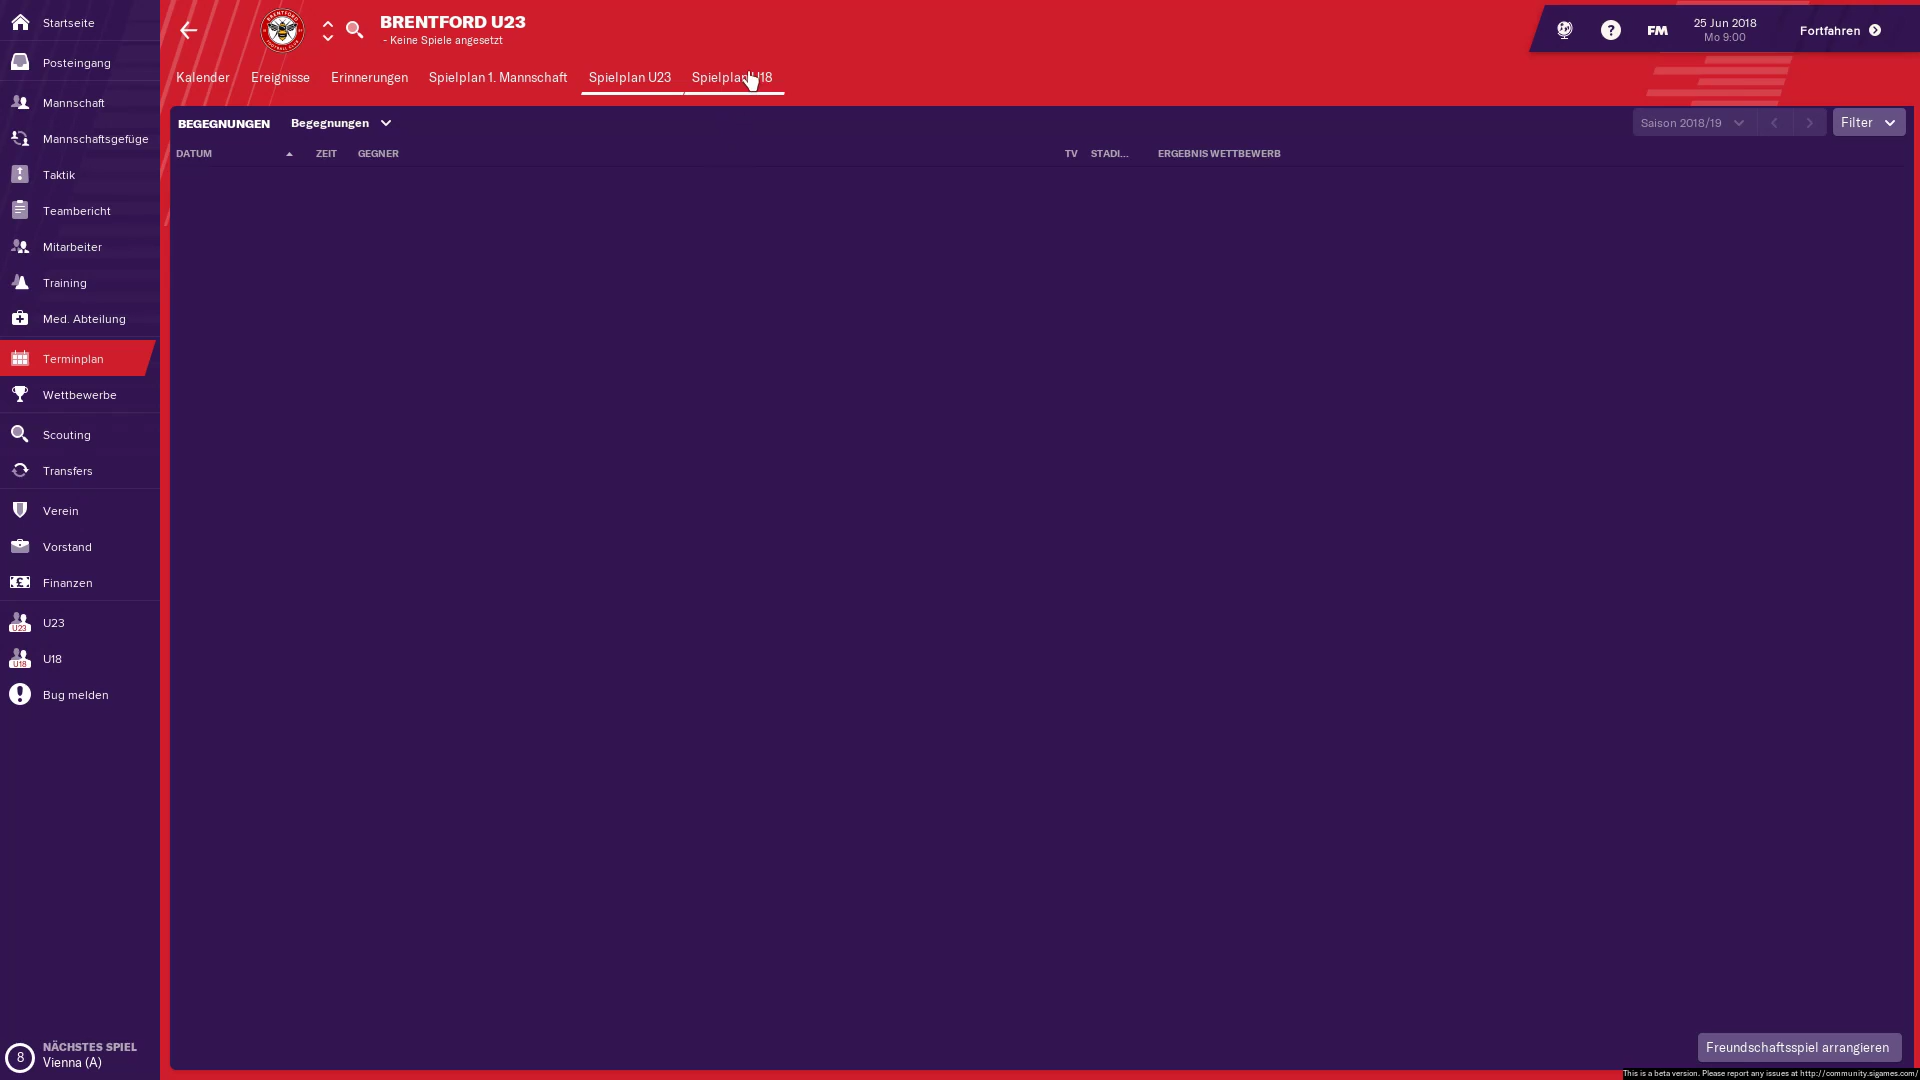 Startseite
Posteingang
Mannschaft
Mannschaftsgefüge
Taktik
Teambericht
Mitarbeiter
Training
Med. Abteilung
Terminplan
Wettbewerbe
Scouting
Transfers
Verein
Vorstand
Finanzen
U23
U23
U18
U18
Bug melden
8
NÄCHSTES SPIEL
Vienna (A)
BRENTFORD U23
- Keine Spiele angesetzt
?
FM
25 Jun 2018
Mo 9:00
Fortfahren
Kalender
Ereignisse
Erinnerungen
Spielplan 1. Mannschaft
Spielplan U23
Spielplan U18
BEGEGNUNGEN
Begegnungen
Saison 2018/19
Filter
DATUM
ZEIT
GEGNER
TV
STADI...
ERGEBNIS WETTBEWERB
Freundschaftsspiel arrangieren
This is a beta version. Please report any issues at http://community.sigames.com/